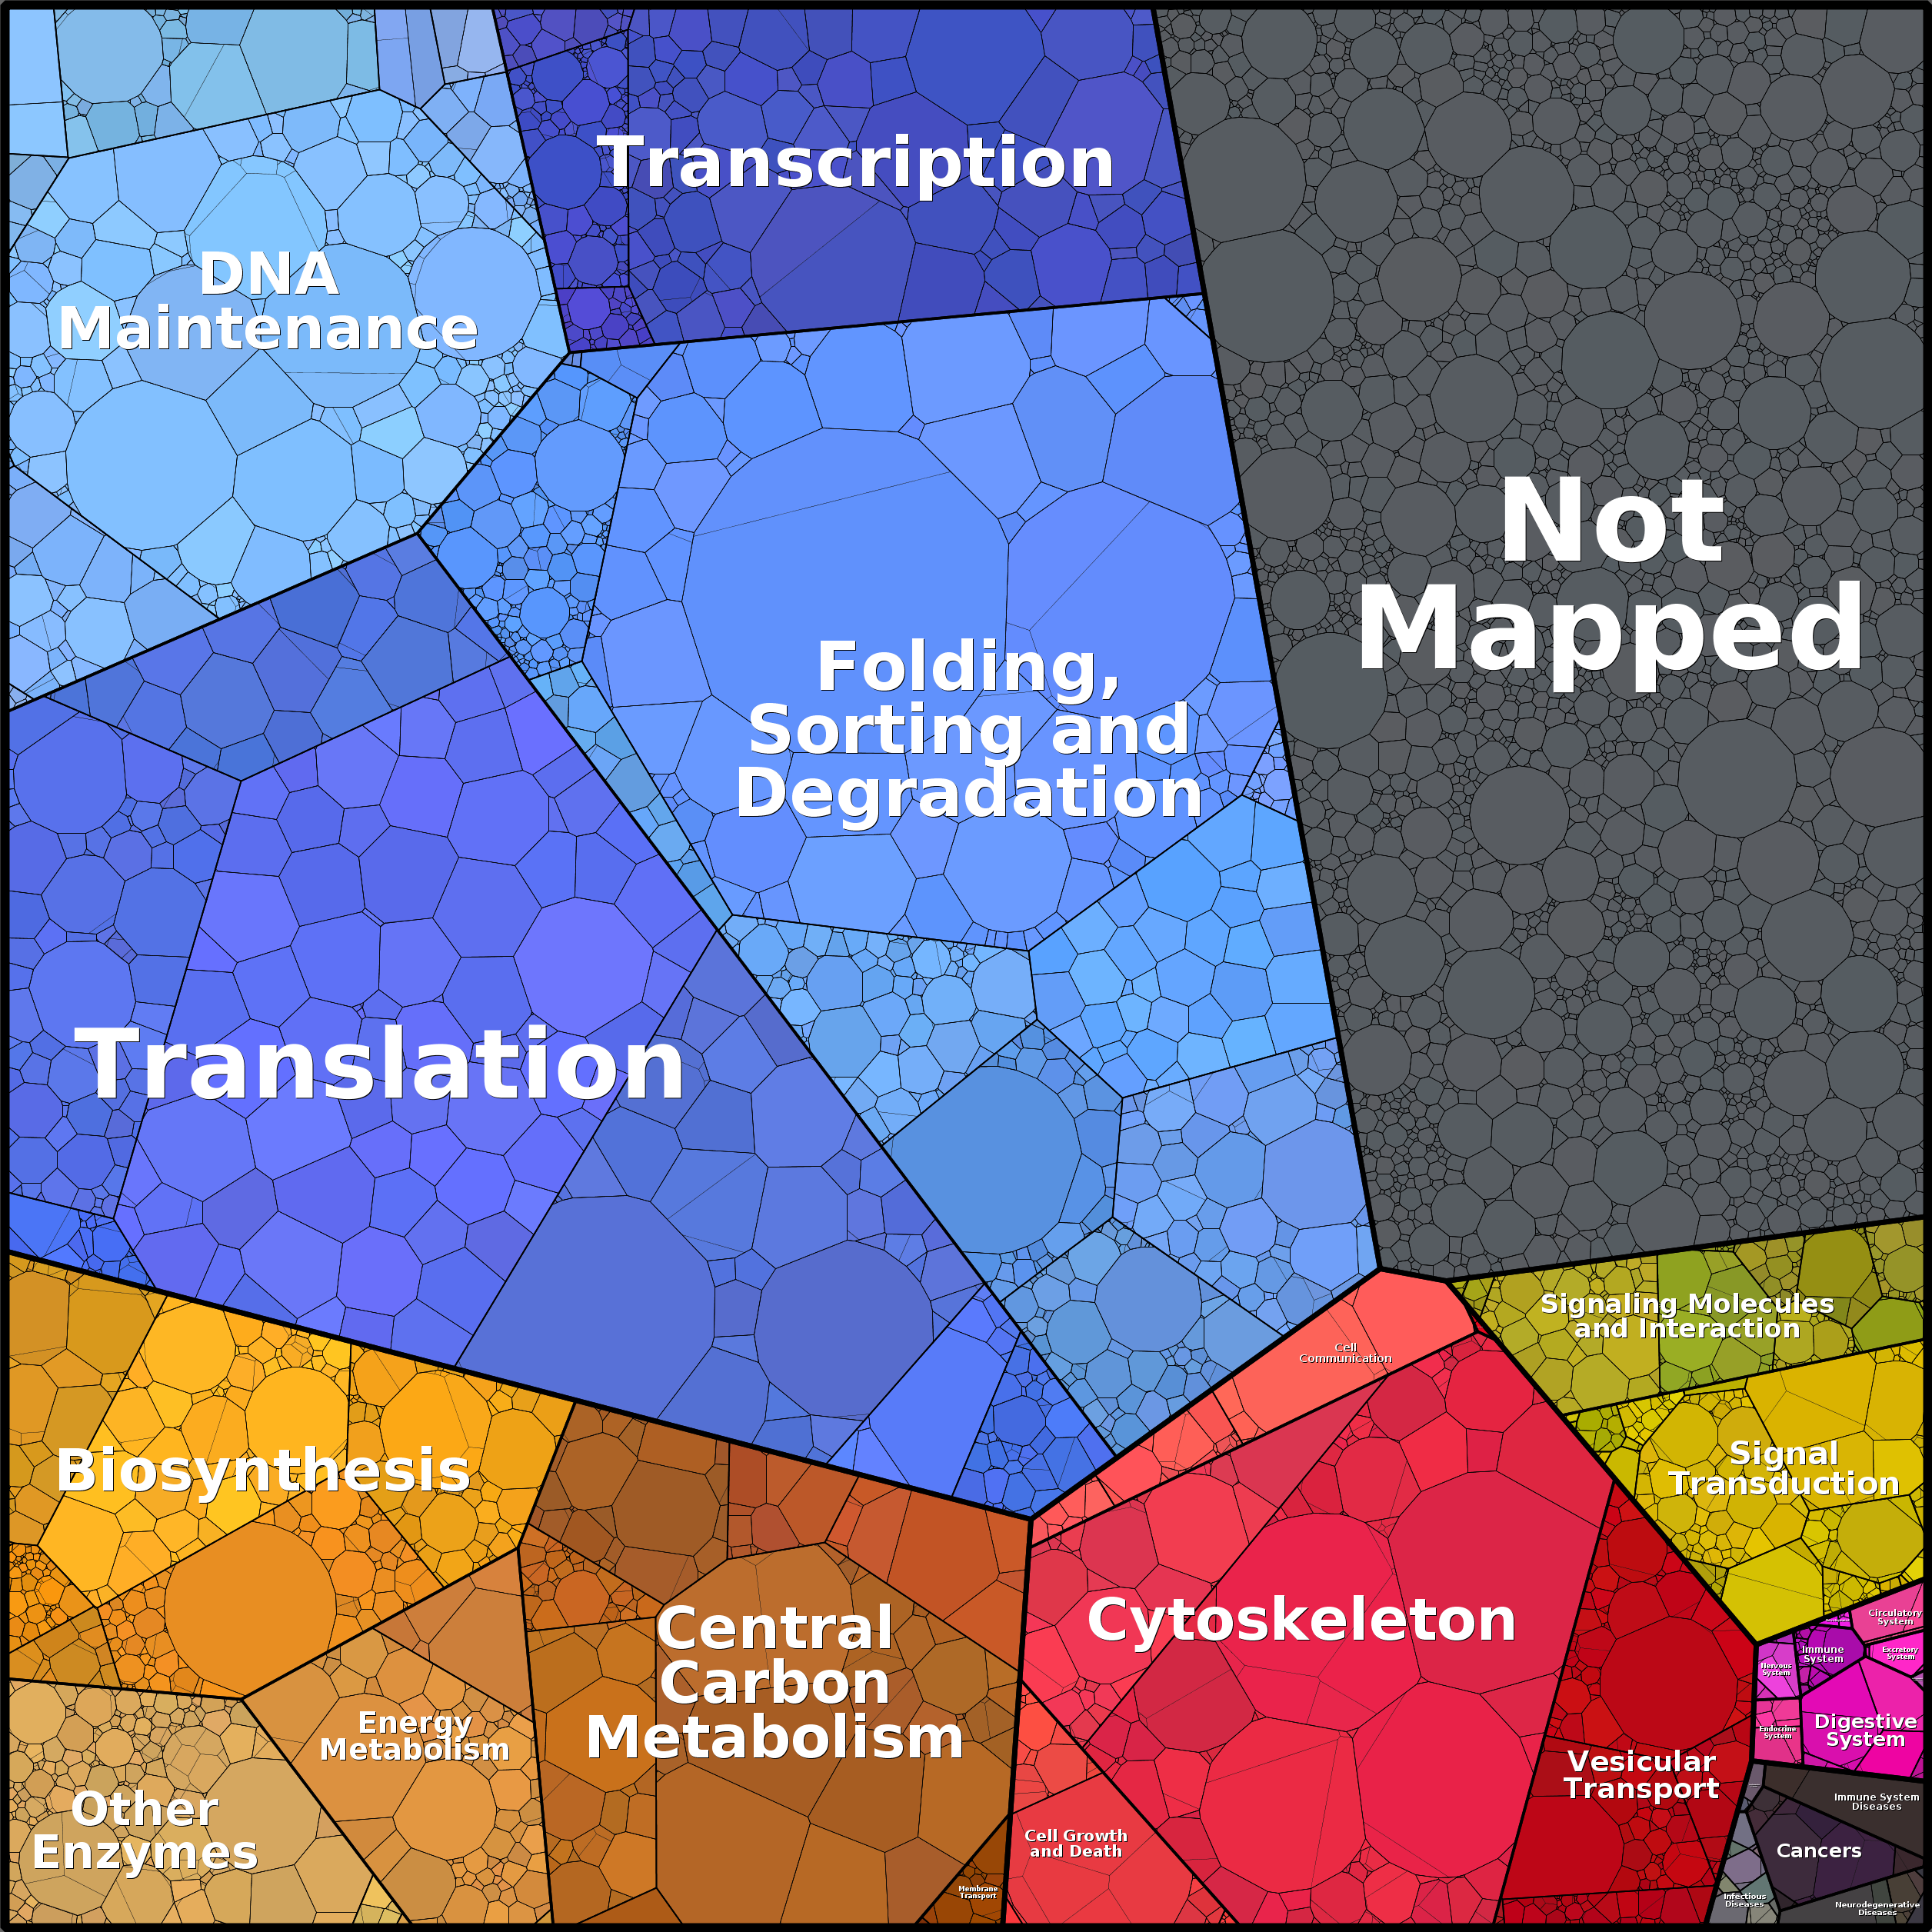 Transcription
DNA
Maintenance
Not
Mapped
Folding,
Sorting and
Degradation
Translation
Signaling Molecules
and Interaction
Cell
Communication
Biosynthesis
Signal
Transduction
Central
Carbon
Metabolism
Cytoskeleton
Circulatory
System
Immune
System
Excretory
System
Nervous
System
Energy
Metabolism
Digestive
System
Endocrine
System
Vesicular
Transport
Other
Enzymes
Immune System
Diseases
Cell Growth
and Death
Cancers
Membrane
Transport
Infectious
Diseases
Neurodegenerative
Diseases